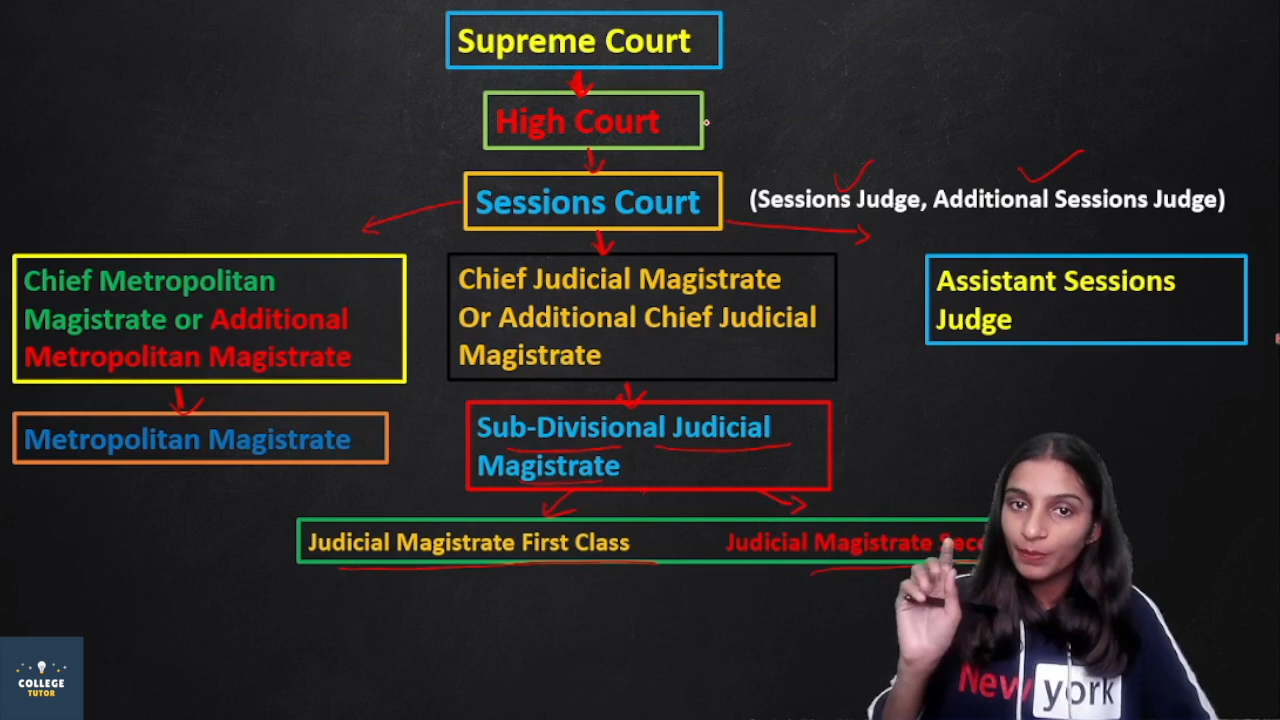 Supreme Court
High Court
Sessions Court
(Sessions Judge, Additional Sessions Judge)
Chief Metropolitan
Magistrate or Additional
Metropolitan Magistrate
Chief Judicial Magistrate
Or Additional Chief Judicial
Magistrate
Assistant Sessions
Judge
Metropolitan Magistrate
Sub-Divisional Judicial
Magistrate
Judicial Magistrate First Class
Judicial Magistrate
New york
COLLEGE
TUTOR